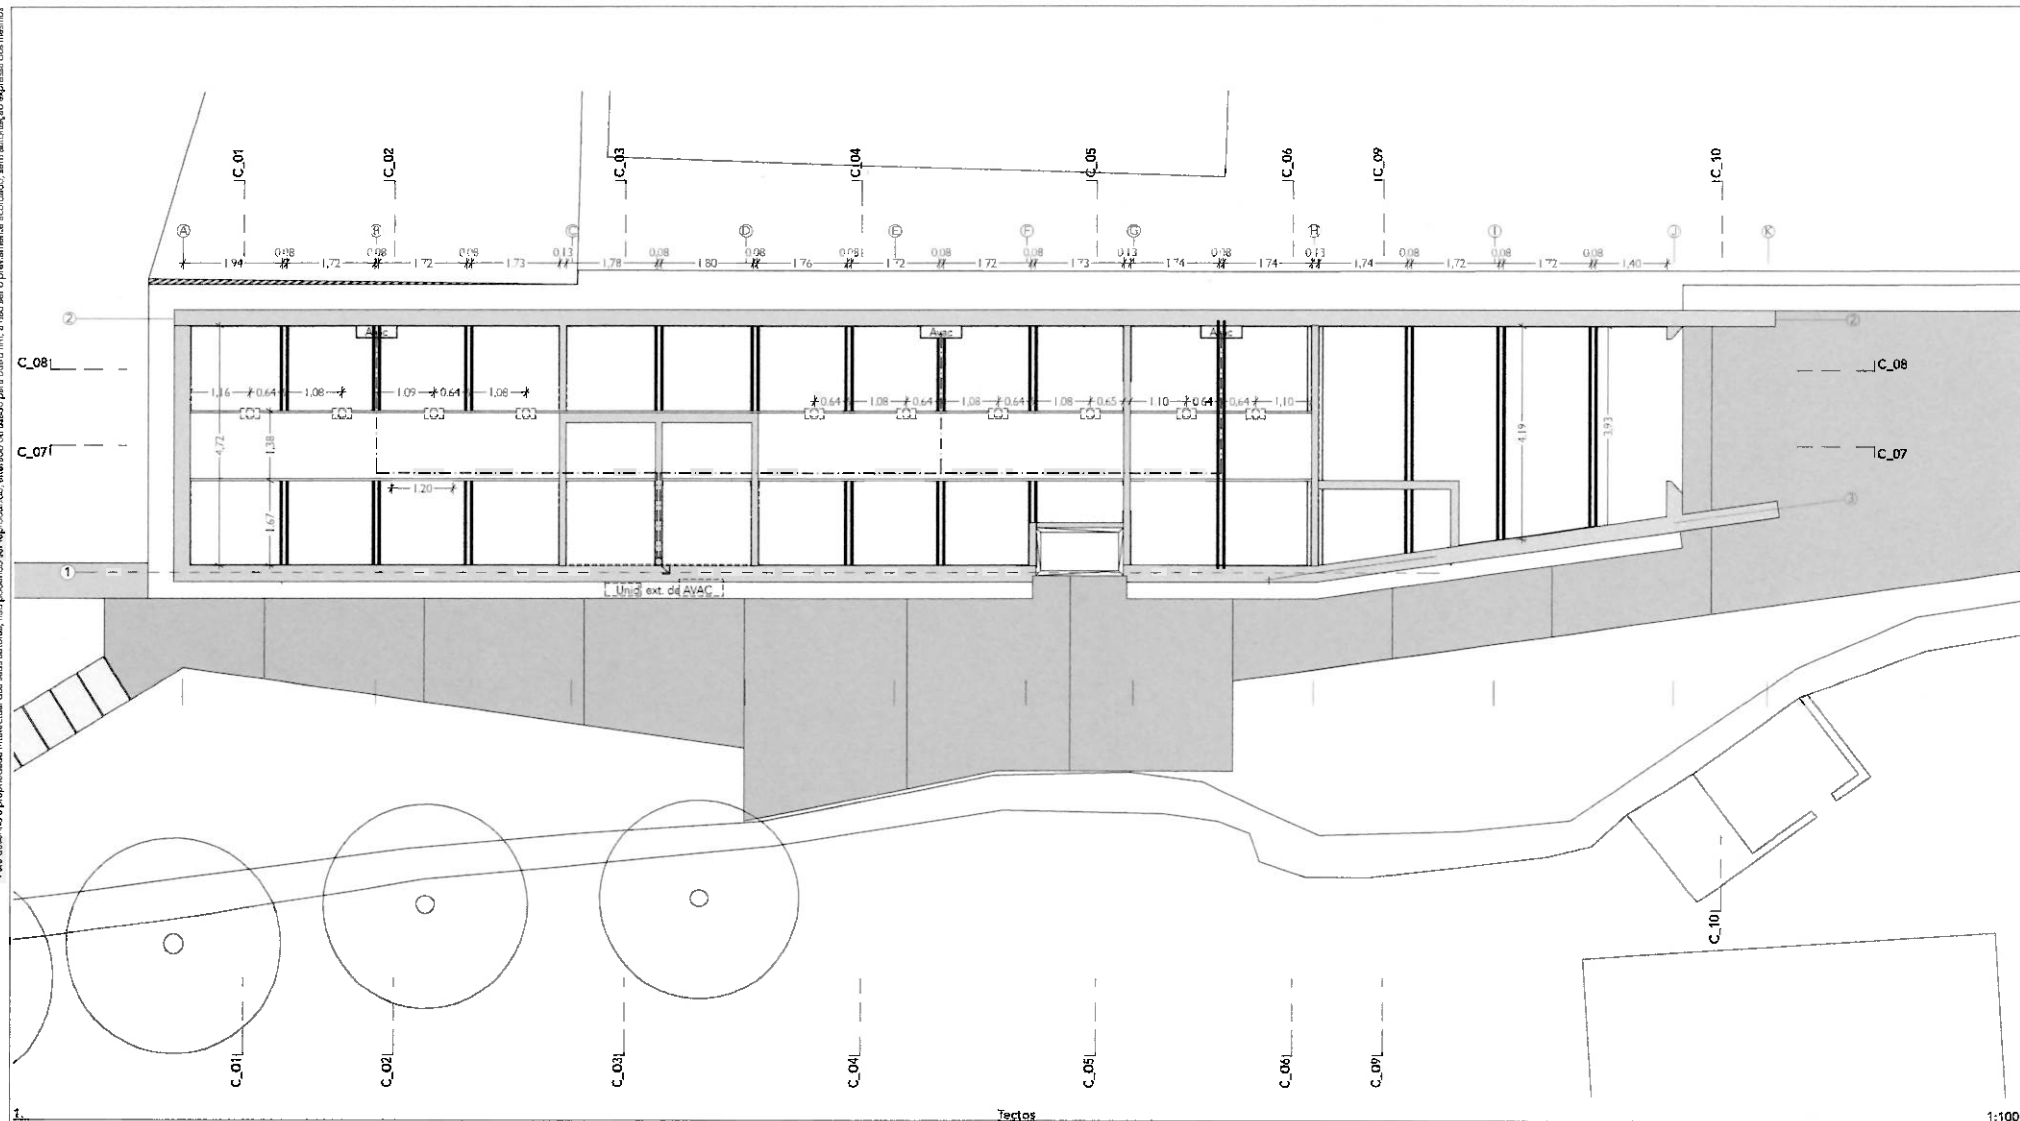 C_01
C_02
C_03
C_04
C_05
C_06
C_09
C_10
A
B
C
D
E
F
G
H
I
J
K
0,08 0,08 0,08 0,13 0,08 0,08 0,08 0,08 0,08 0,13 0,08 0,13 0,08 0,08 0,08
1,94 1,72 1,72 1,73 1,78 1,80 1,76 1,72 1,72 1,73 1,74 1,74 1,74 1,72 1,72 1,40
2
2
Avac
Avac
Avac
C_08
C_08
1,16 0,64 1,08 1,09 0,64 1,08
0,64 1,08 0,64 1,08 0,64 1,08 0,65 1,10 0,64 0,64 1,10
4,72
1,38
4,19
3,93
C_07
C_07
1,20
1,67
3
1
Unid. ext. de AVAC
C_10
C_01
C_02
C_03
C_04
C_05
C_06
C_09
1.
Tectos
1:100